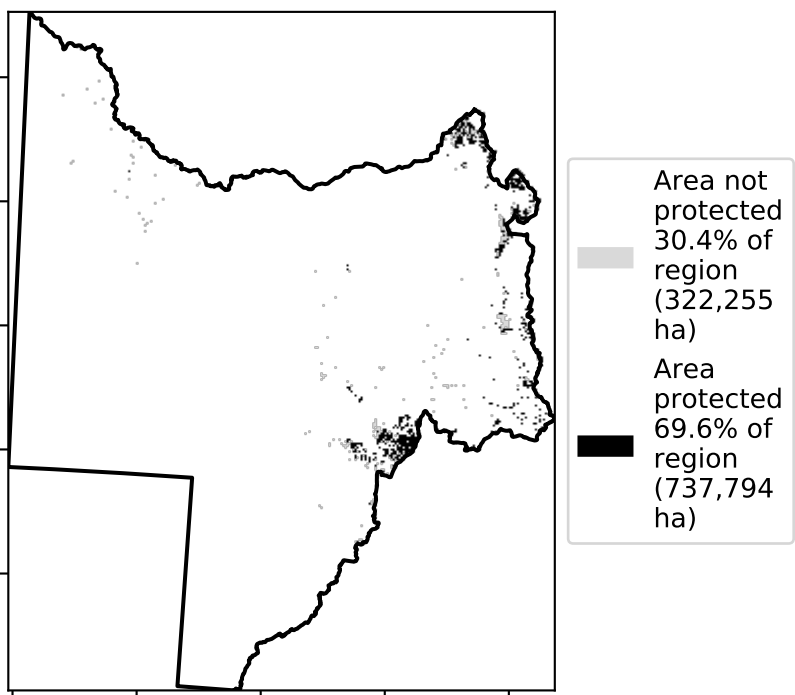 Area not
protected
30.4% of
region
(322,255
ha)
Area
protected
69.6% of
region
(737,794
ha)